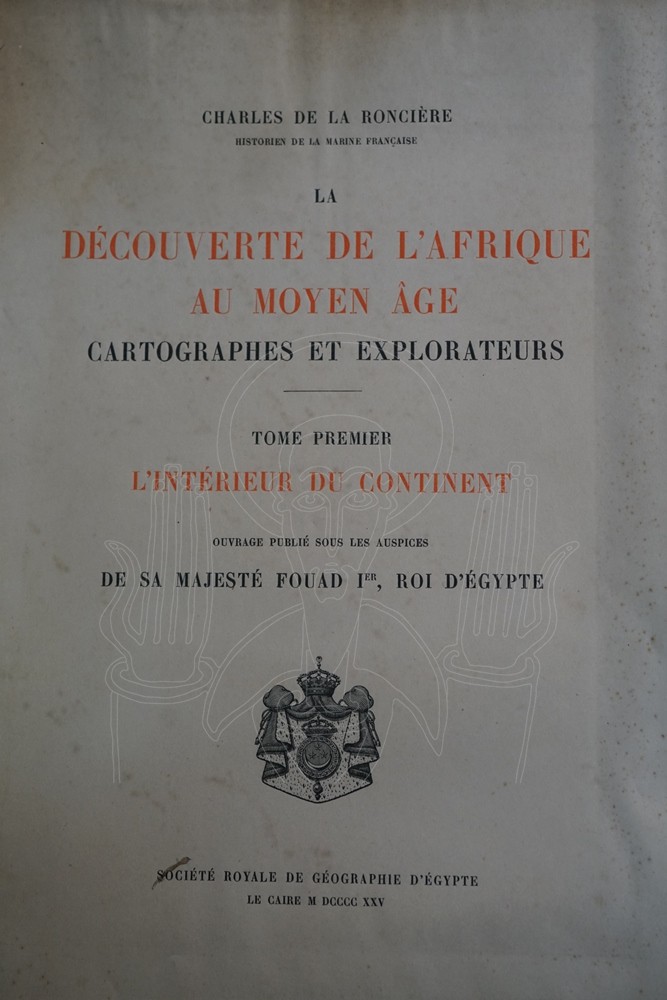 CHARLES DE LA RONCIÈRE
HISTORIEN DE LA MARINE FRANÇAISE
LA
DÉCOUVERTE DE L'AFRIQUE
AU MOYEN ÂGE
CARTOGRAPHES ET EXPLORATEURS
TOME PREMIER
L'INTÉRIEUR DU CONTINENT
OUVRAGE PUBLIÉ SOUS LES AUSPICES
DE SA MAJESTÉ FOUAD IER, ROI D'ÉGYPTE
SOCIÉTÉ ROYALE DE GÉOGRAPHIE D'ÉGYPTE
LE CAIRE M DCCCC XXV